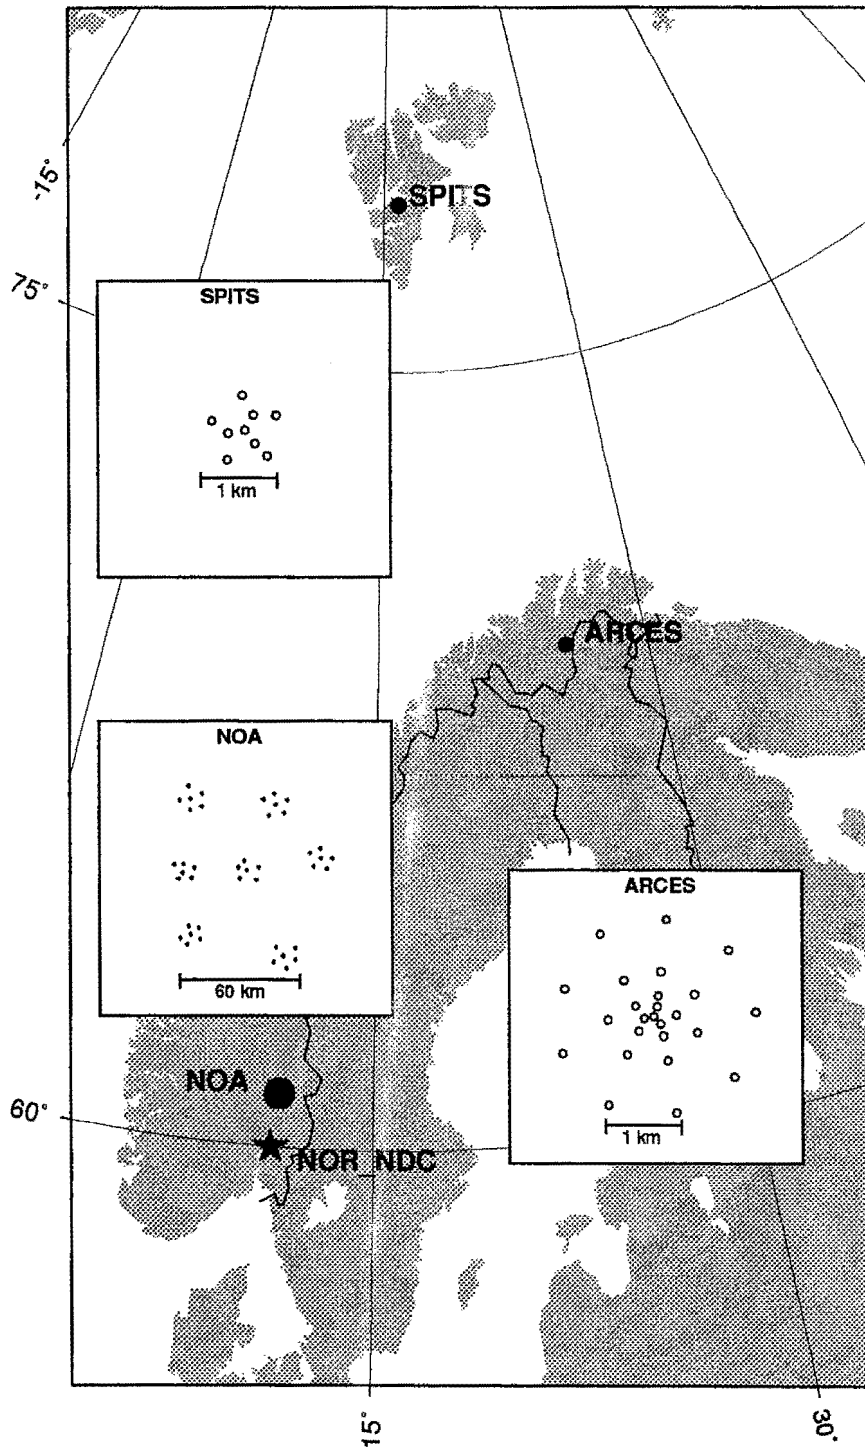 -15°
SPITS
75°
SPITS
1 km
ARCES
NOA
60 km
ARCES
1 km
NOA
60°
NOR_NDC
15°
30°